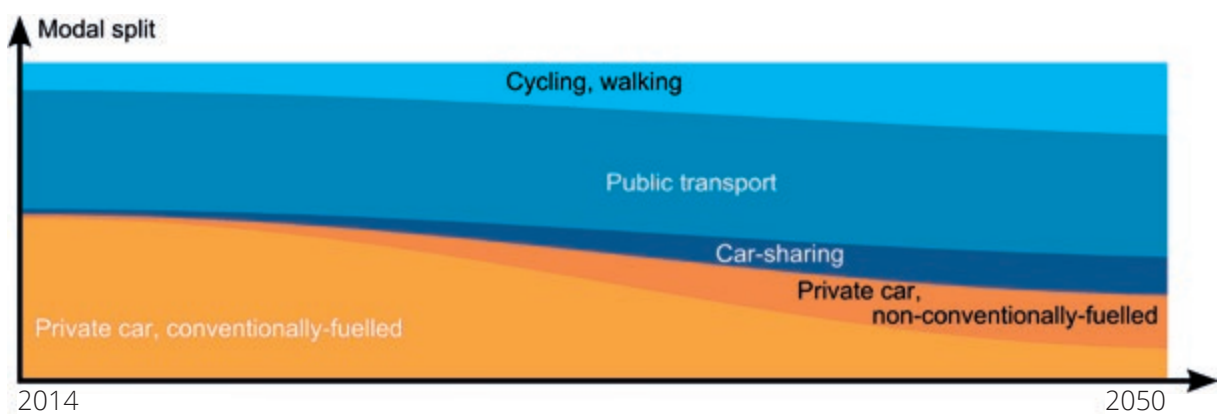 Modal split
Cycling, walking
Public transport
Car-sharing
Private car,
non-conventionally-fuelled
Private car, conventionally-fuelled
2014
2050